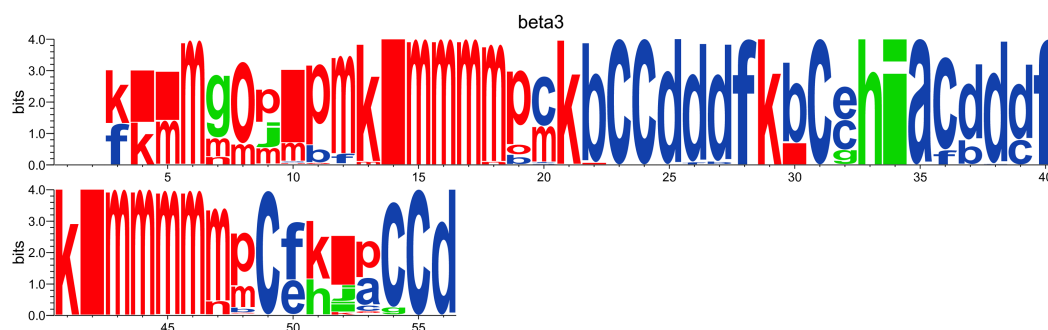 beta3
4.0
3.0
2.0
1.0
0.0
bits
k m g o p p m k m m m m p c k b C C d d d f k b C e h i a c d d d f
f k m m m j m b f o m c f b c
n m b g
5 10 15 20 25 30 35 40
4.0
3.0
2.0
1.0
0.0
bits
k m m m m m p C f k p C C d
n m e h j a g
b i c
45 50 55